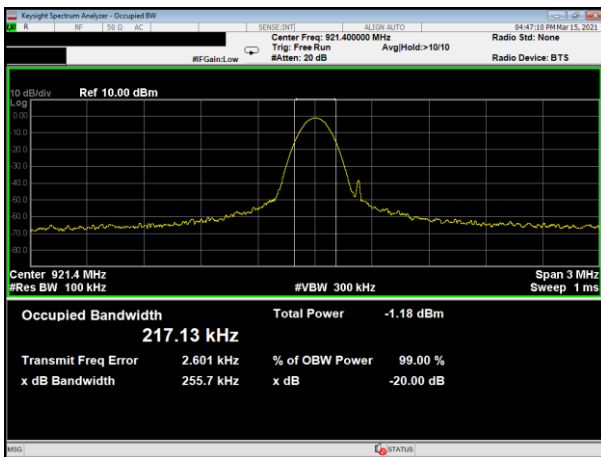 Keysight Spectrum Analyzer - Occupied BW
R RF 50 Ω AC SENSE:INT ALIGN AUTO 04:47:10 PM Mar 15, 2021
Center Freq: 921.400000 MHz Radio Std: None
Trig: Free Run Avg|Hold:>10/10
#IFGain:Low #Atten: 20 dB Radio Device: BTS
10 dB/div Ref 10.00 dBm
Log
0.00
-10.0
-20.0
-30.0
-40.0
-50.0
-60.0
-70.0
-80.0
Center 921.4 MHz Span 3 MHz
#Res BW 100 kHz #VBW 300 kHz Sweep 1 ms
Occupied Bandwidth Total Power -1.18 dBm
217.13 kHz
Transmit Freq Error 2.601 kHz % of OBW Power 99.00 %
x dB Bandwidth 255.7 kHz x dB -20.00 dB
MSG STATUS